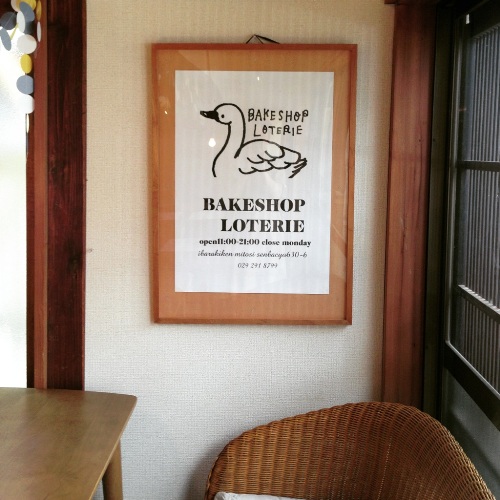 BAKESHOP
LOTERIE
BAKESHOP
LOTERIE
open11:00-21:00 close monday
ibarakiken mitosi senbacyo630-6
029 291 8799